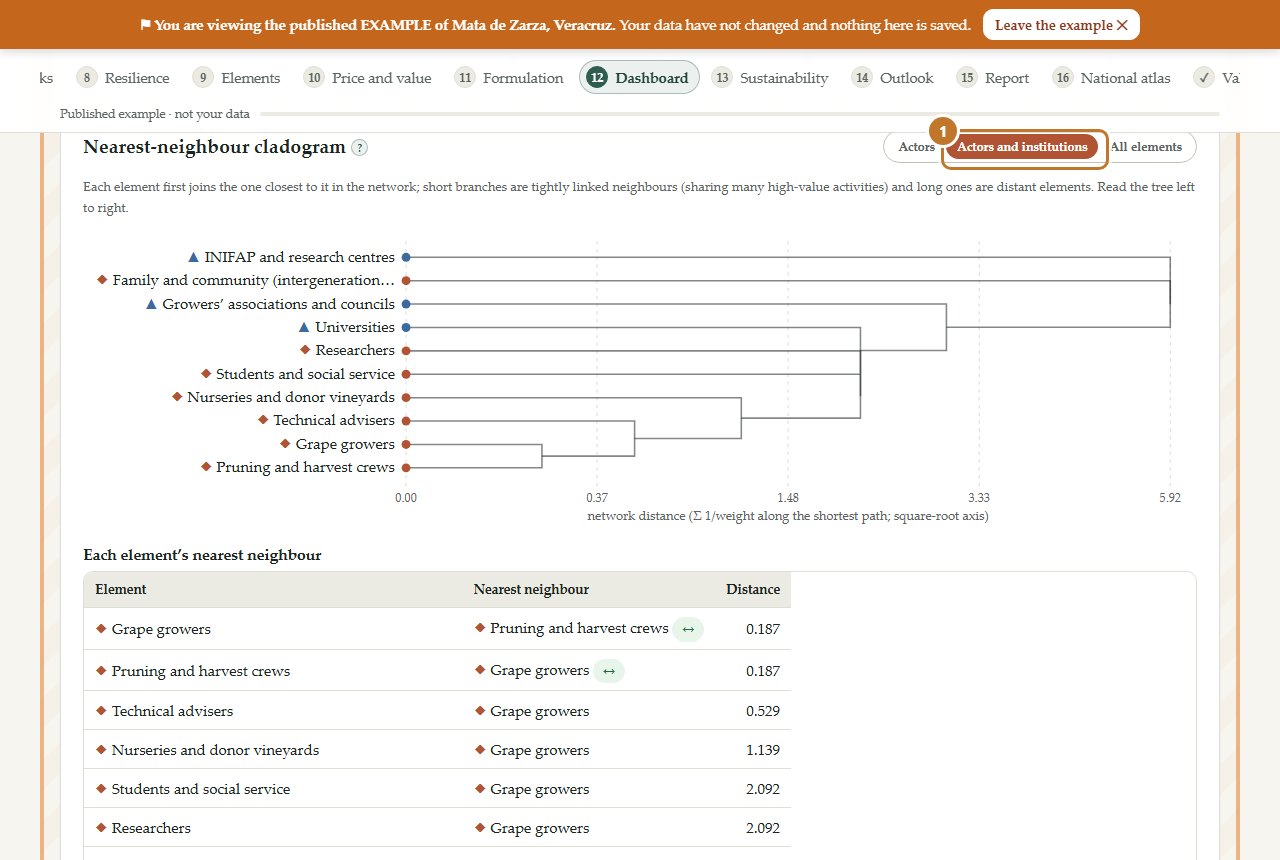 ⚑ You are viewing the published EXAMPLE of Mata de Zarza, Veracruz. Your data have not changed and nothing here is saved. Leave the example ✕
ks 8 Resilience 9 Elements 10 Price and value 11 Formulation 12 Dashboard 13 Sustainability 14 Outlook 15 Report 16 National atlas ✓ Va
Published example · not your data
Nearest-neighbour cladogram ? Actors 1 Actors and institutions All elements
Each element first joins the one closest to it in the network; short branches are tightly linked neighbours (sharing many high-value activities) and long ones are distant elements. Read the tree left
to right.
▲ INIFAP and research centres
◆ Family and community (intergeneration…
▲ Growers’ associations and councils
▲ Universities
◆ Researchers
◆ Students and social service
◆ Nurseries and donor vineyards
◆ Technical advisers
◆ Grape growers
◆ Pruning and harvest crews
0.00 0.37 1.48 3.33 5.92
network distance (Σ 1/weight along the shortest path; square-root axis)
Each element’s nearest neighbour
Element Nearest neighbour Distance
◆ Grape growers ◆ Pruning and harvest crews ↔ 0.187
◆ Pruning and harvest crews ◆ Grape growers ↔ 0.187
◆ Technical advisers ◆ Grape growers 0.529
◆ Nurseries and donor vineyards ◆ Grape growers 1.139
◆ Students and social service ◆ Grape growers 2.092
◆ Researchers ◆ Grape growers 2.092